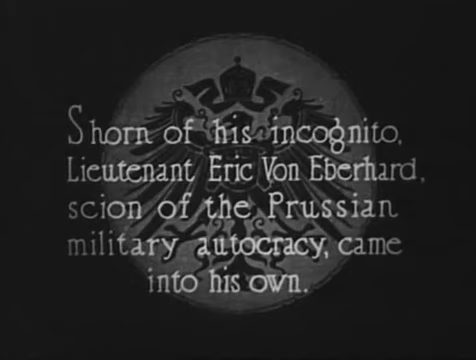 Shorn of his incognito,
Lieutenant Eric Von Eberhard,
scion of the Prussian
military autocracy, came
into his own.